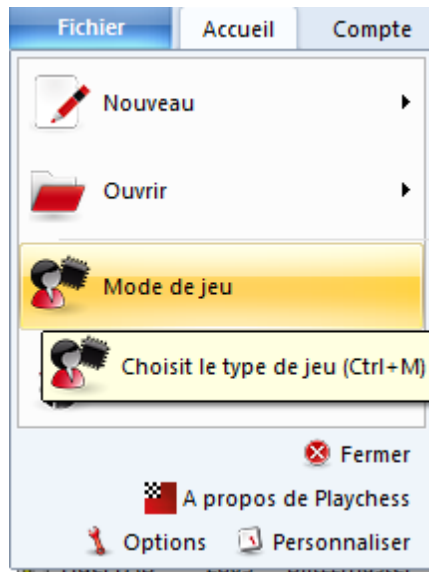 Fichier Accueil Compte
Nouveau
Ouvrir
Mode de jeu
Choisit le type de jeu (Ctrl+M)
Fermer
A propos de Playchess
Options Personnaliser